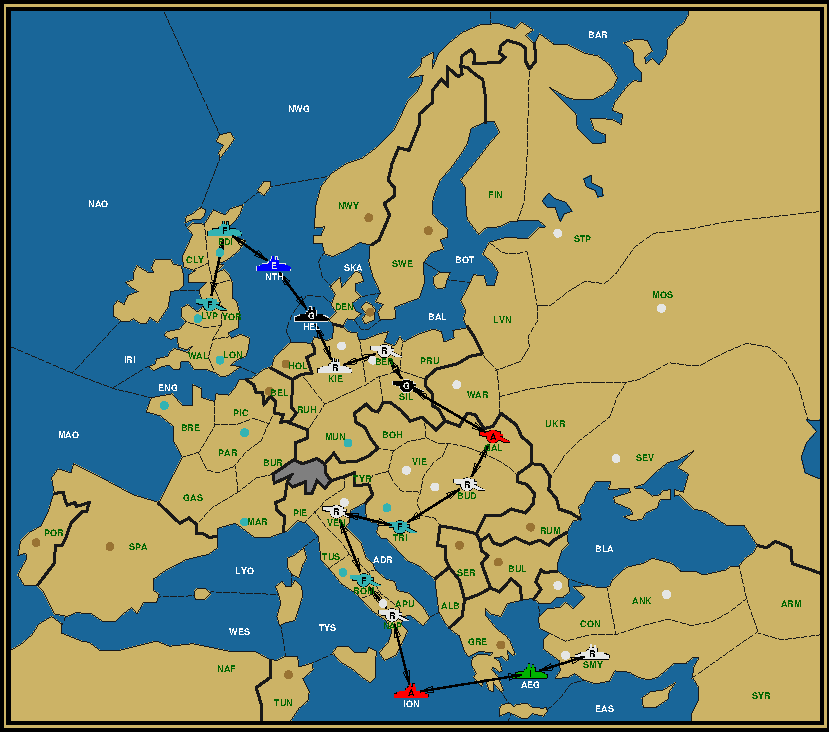 BAR
NWG
NAO
FIN
NWY
STP
EDI
CLY
SWE
BOT
SKA
NTH
MOS
DEN
BAL
LVP YOR
HEL
LVN
IRI
WAL LON
BER
PRU
HOL
KIE
ENG
BEL
SIL
WAR
RUH
PIC
BRE
UKR
MAO
MUN
BOH
GAL
PAR
VIE
BUR
SEV
TYR
BUD
GAS
PIE
VEN
MAR
RUM
POR
SPA
TRI
BLA
TUS
ADR
LYO
SER
BUL
ROM
ANK
APU
ARM
ALB
NAP
CON
WES
TYS
GRE
SMY
NAF
AEG
SYR
TUN
ION
EAS
F
E
F
G
R
R
G
A
R
R
F
F
R
R
I
A